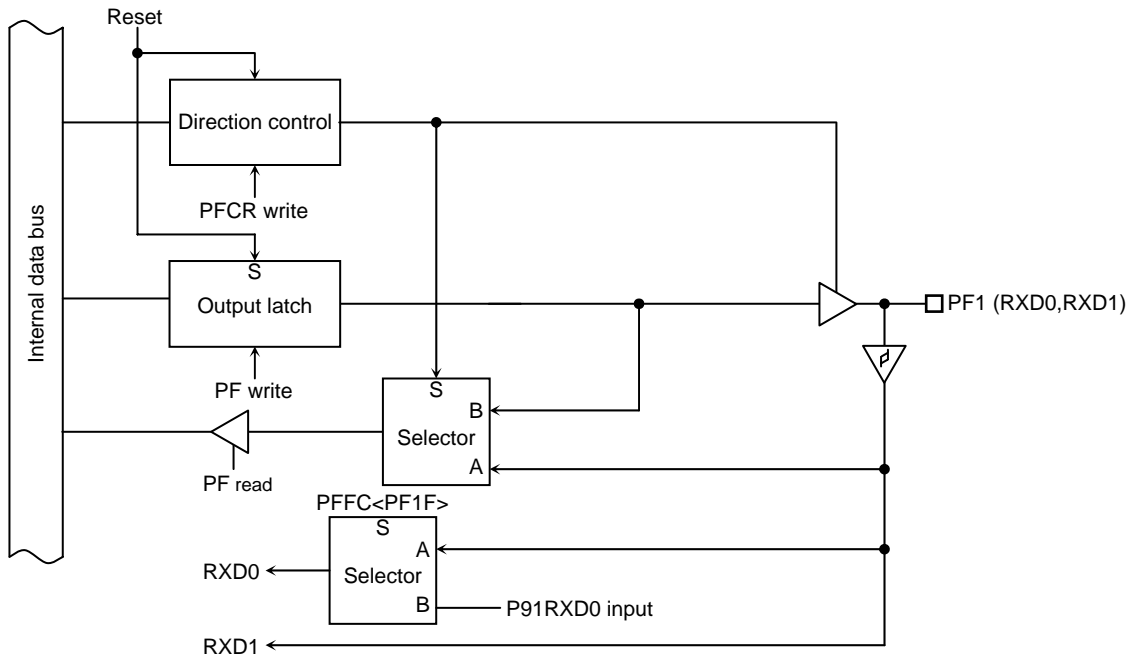 Reset
Direction control
PFCR write
Internal data bus
S
Output latch
PF1 (RXD0,RXD1)
PF write
S
B
Selector
A
PF read
PFFC<PF1F>
S
A
Selector
RXD0
B
P91RXD0 input
RXD1